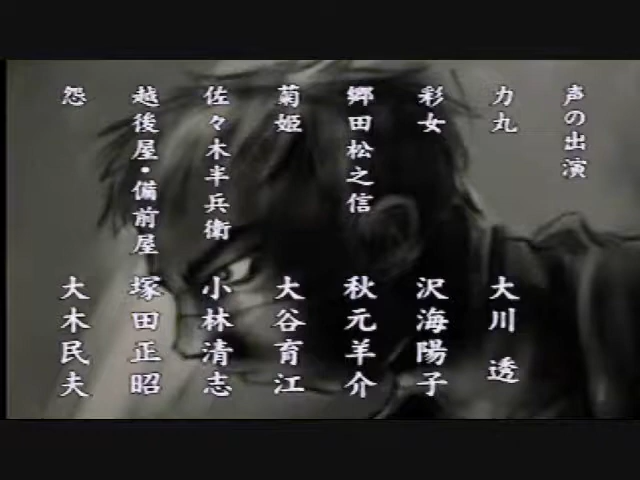 声の出演
力丸 大川 透
彩女 沢海陽子
郷田松之信 秋元羊介
菊姫 大谷育江
佐々木半兵衛 小林清志
越後屋・備前屋 塚田正昭
怨 大木民夫